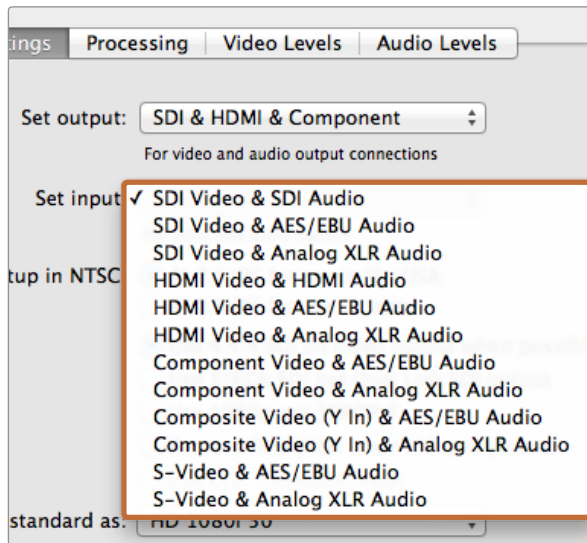 ings Processing Video Levels Audio Levels
Set output: SDI & HDMI & Component
For video and audio output connections
Set input ✓ SDI Video & SDI Audio
SDI Video & AES/EBU Audio
SDI Video & Analog XLR Audio
tup in NTSC HDMI Video & HDMI Audio
HDMI Video & AES/EBU Audio
HDMI Video & Analog XLR Audio
Component Video & AES/EBU Audio
Component Video & Analog XLR Audio
Composite Video (Y In) & AES/EBU Audio
Composite Video (Y In) & Analog XLR Audio
S-Video & AES/EBU Audio
S-Video & Analog XLR Audio
standard as: HD 1080i 30